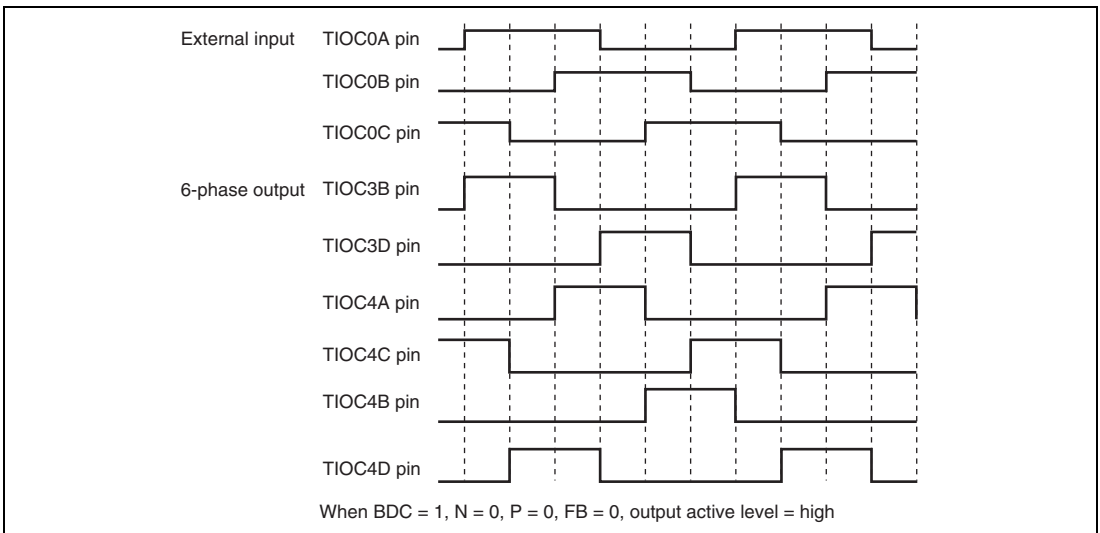 External input TIOC0A pin
TIOC0B pin
TIOC0C pin
6-phase output TIOC3B pin
TIOC3D pin
TIOC4A pin
TIOC4C pin
TIOC4B pin
TIOC4D pin
When BDC = 1, N = 0, P = 0, FB = 0, output active level = high